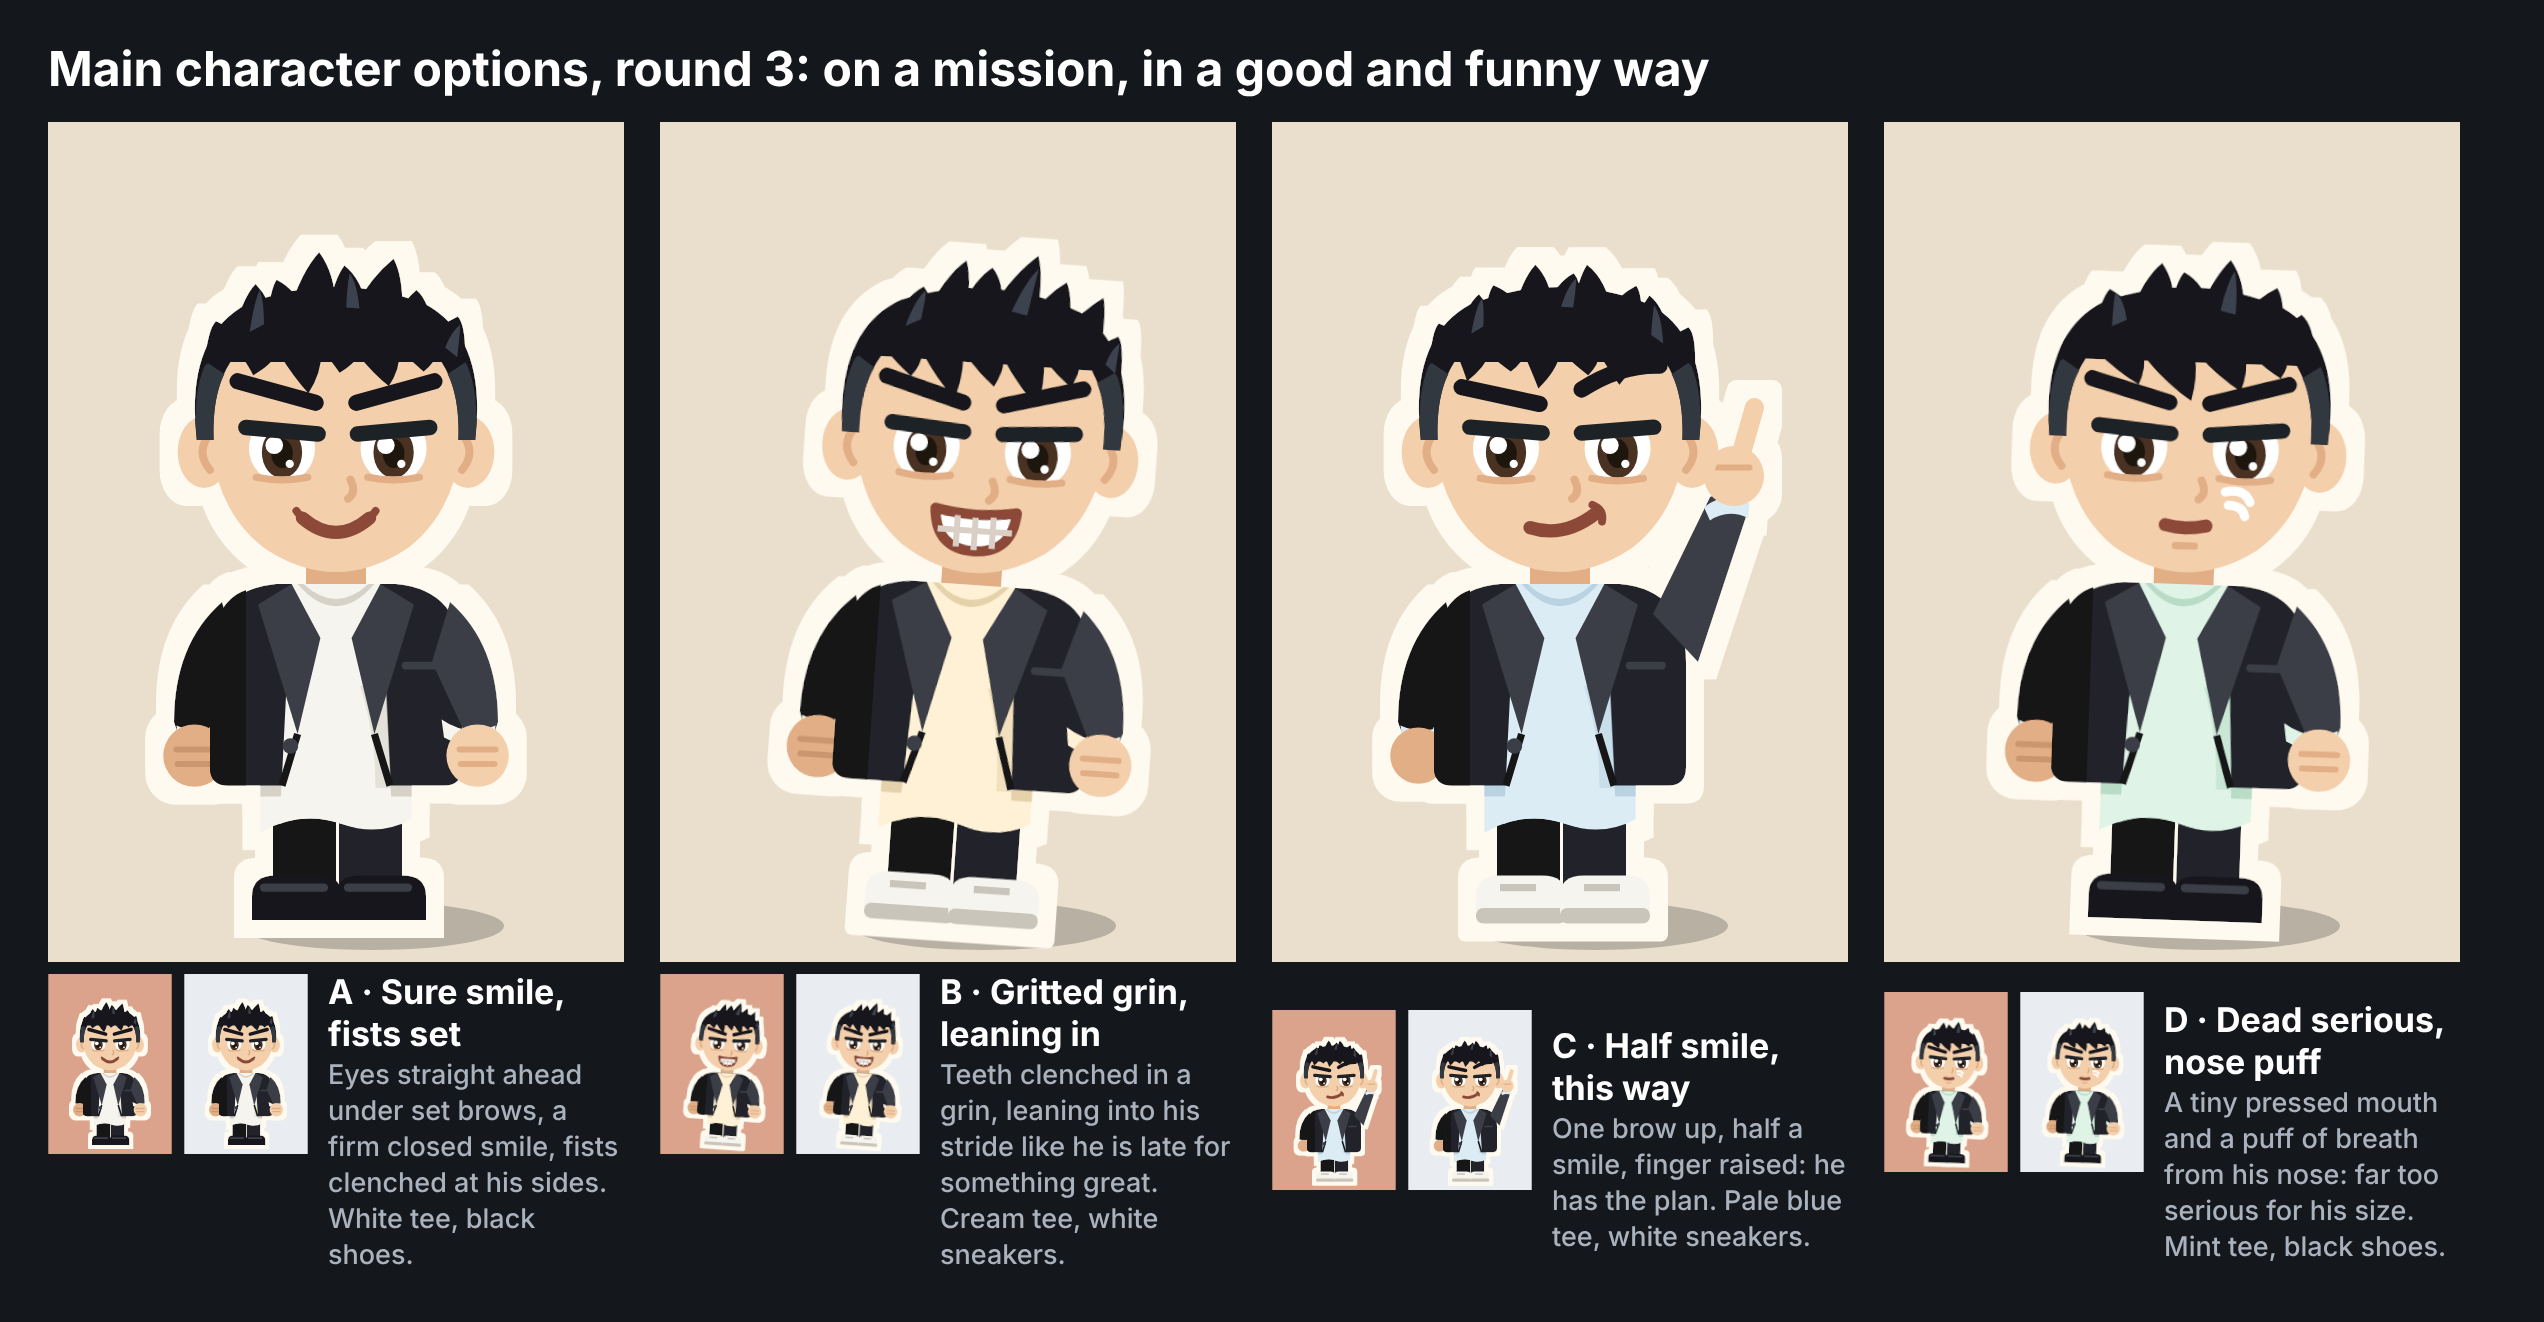 Main character options, round 3: on a mission, in a good and funny way
A · Sure smile,
fists set
Eyes straight ahead
under set brows, a
firm closed smile, fists
clenched at his sides.
White tee, black
shoes.
B · Gritted grin,
leaning in
Teeth clenched in a
grin, leaning into his
stride like he is late for
something great.
Cream tee, white
sneakers.
C · Half smile,
this way
One brow up, half a
smile, finger raised: he
has the plan. Pale blue
tee, white sneakers.
D · Dead serious,
nose puff
A tiny pressed mouth
and a puff of breath
from his nose: far too
serious for his size.
Mint tee, black shoes.